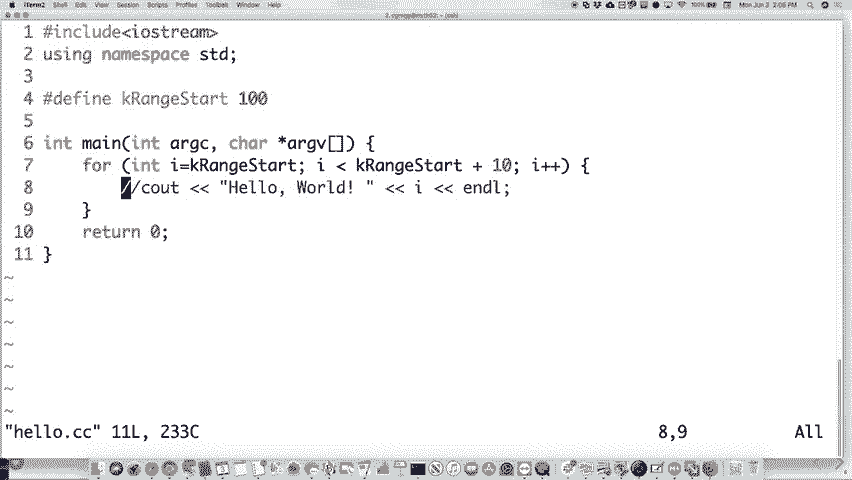 iTerm2 Shell Edit View Session Scripts Profiles Toolbelt Window Help 100% Mon Jun 3 2:06 PM
1 #include<iostream>
2 using namespace std;
3
4 #define kRangeStart 100
5
6 int main(int argc, char *argv[]) {
7     for (int i=kRangeStart; i < kRangeStart + 10; i++) {
8         //cout << "Hello, World! " << i << endl;
9     }
10     return 0;
11 }
~
~
~
~
~
~
~
"hello.cc" 11L, 233C 8,9 All